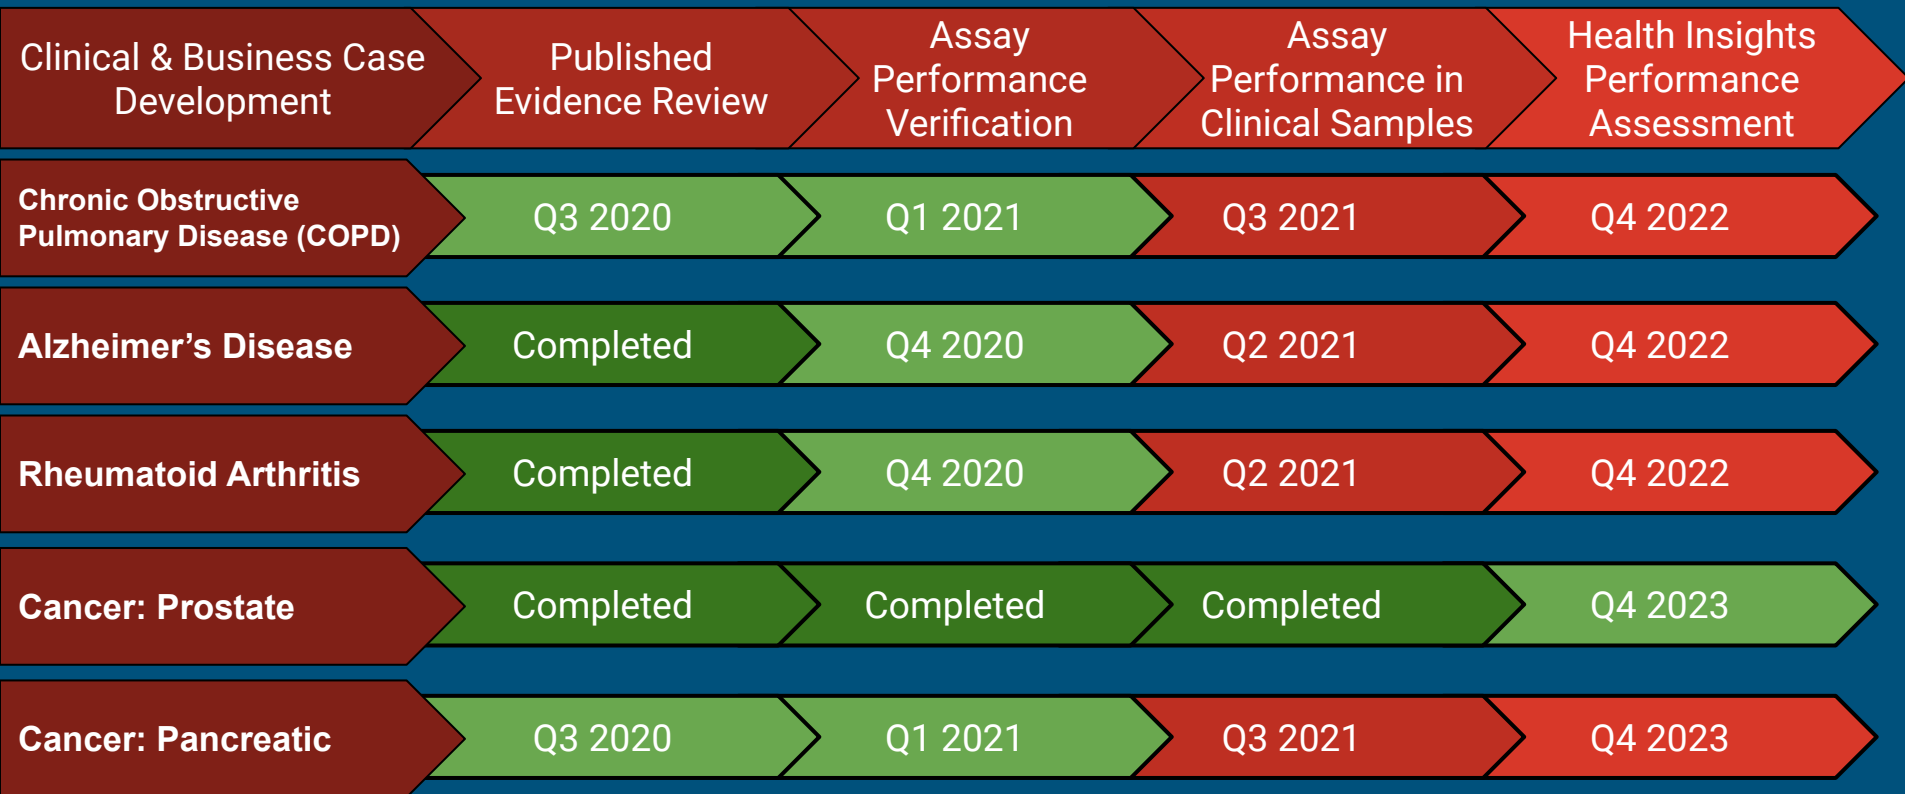 Clinical & Business Case
Development
Published
Evidence Review
Assay
Performance
Verification
Assay
Performance in
Clinical Samples
Health Insights
Performance
Assessment
Chronic Obstructive
Pulmonary Disease (COPD)
Q3 2020
Q1 2021
Q3 2021
Q4 2022
Alzheimer’s Disease
Completed
Q4 2020
Q2 2021
Q4 2022
Rheumatoid Arthritis
Completed
Q4 2020
Q2 2021
Q4 2022
Cancer: Prostate
Completed
Completed
Completed
Q4 2023
Cancer: Pancreatic
Q3 2020
Q1 2021
Q3 2021
Q4 2023